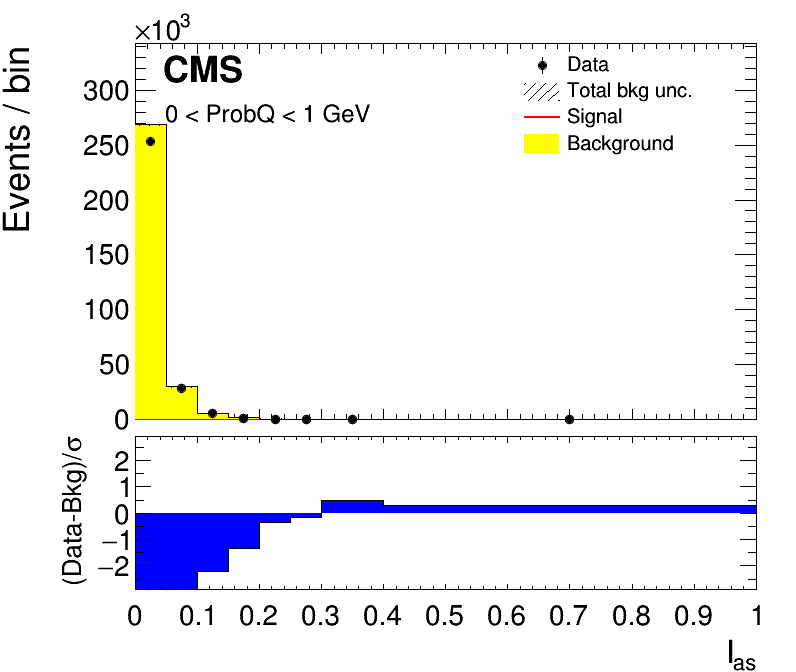 ×10³
Events / bin
CMS
0 < ProbQ < 1 GeV
Data
Total bkg unc.
Signal
Background
300
250
200
150
100
50
0
(Data-Bkg)/σ
2
1
0
−1
−2
0 0.1 0.2 0.3 0.4 0.5 0.6 0.7 0.8 0.9 1
Ias